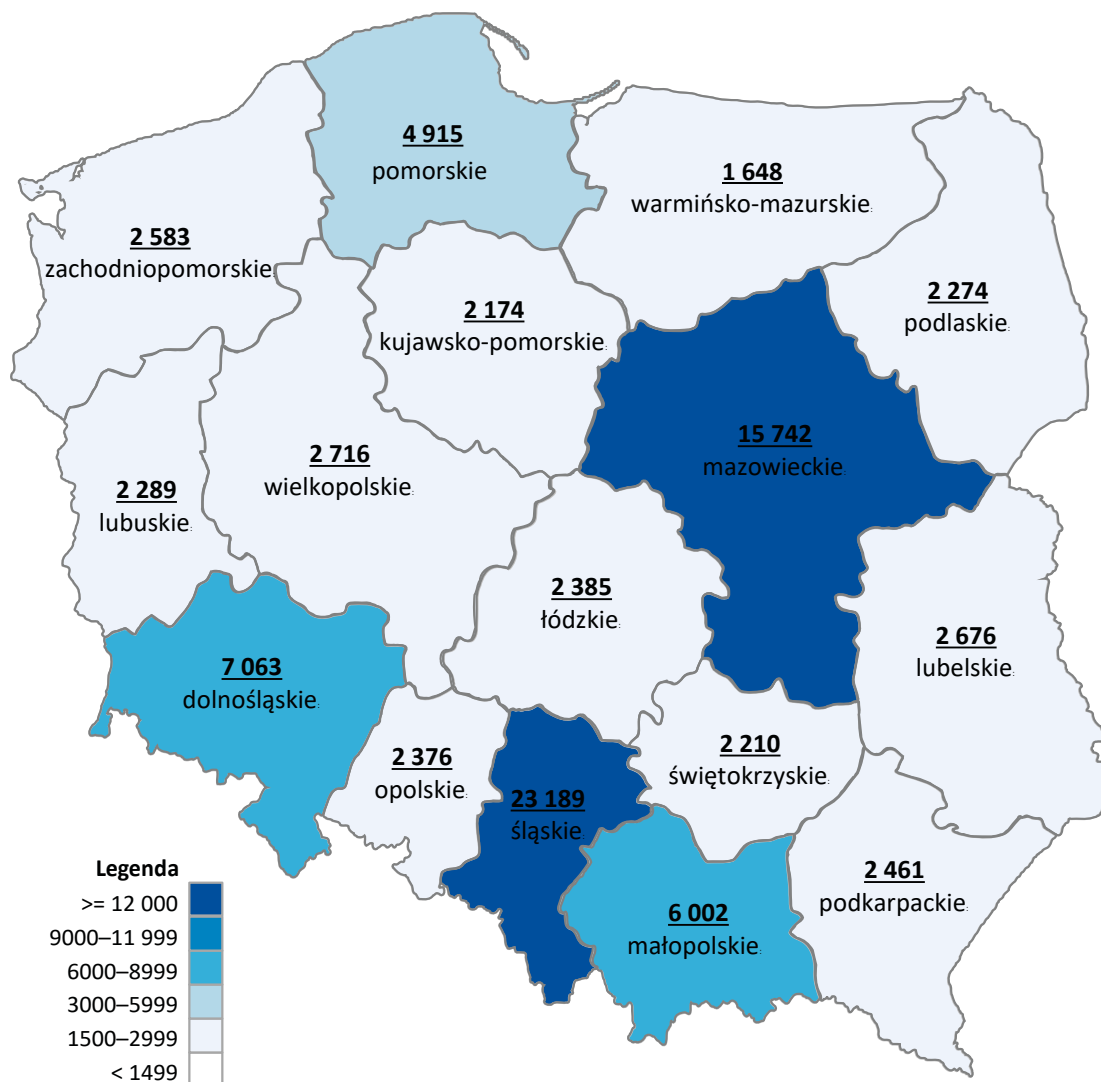 4 915
pomorskie
1 648
warmińsko-mazurskie
2 583
zachodniopomorskie
2 174
kujawsko-pomorskie
2 274
podlaskie
15 742
mazowieckie
2 716
wielkopolskie
2 289
lubuskie
2 385
łódzkie
2 676
lubelskie
7 063
dolnośląskie
2 376
opolskie
2 210
świętokrzyskie
23 189
śląskie
2 461
podkarpackie
6 002
małopolskie
Legenda
>= 12 000
9000–11 999
6000–8999
3000–5999
1500–2999
< 1499